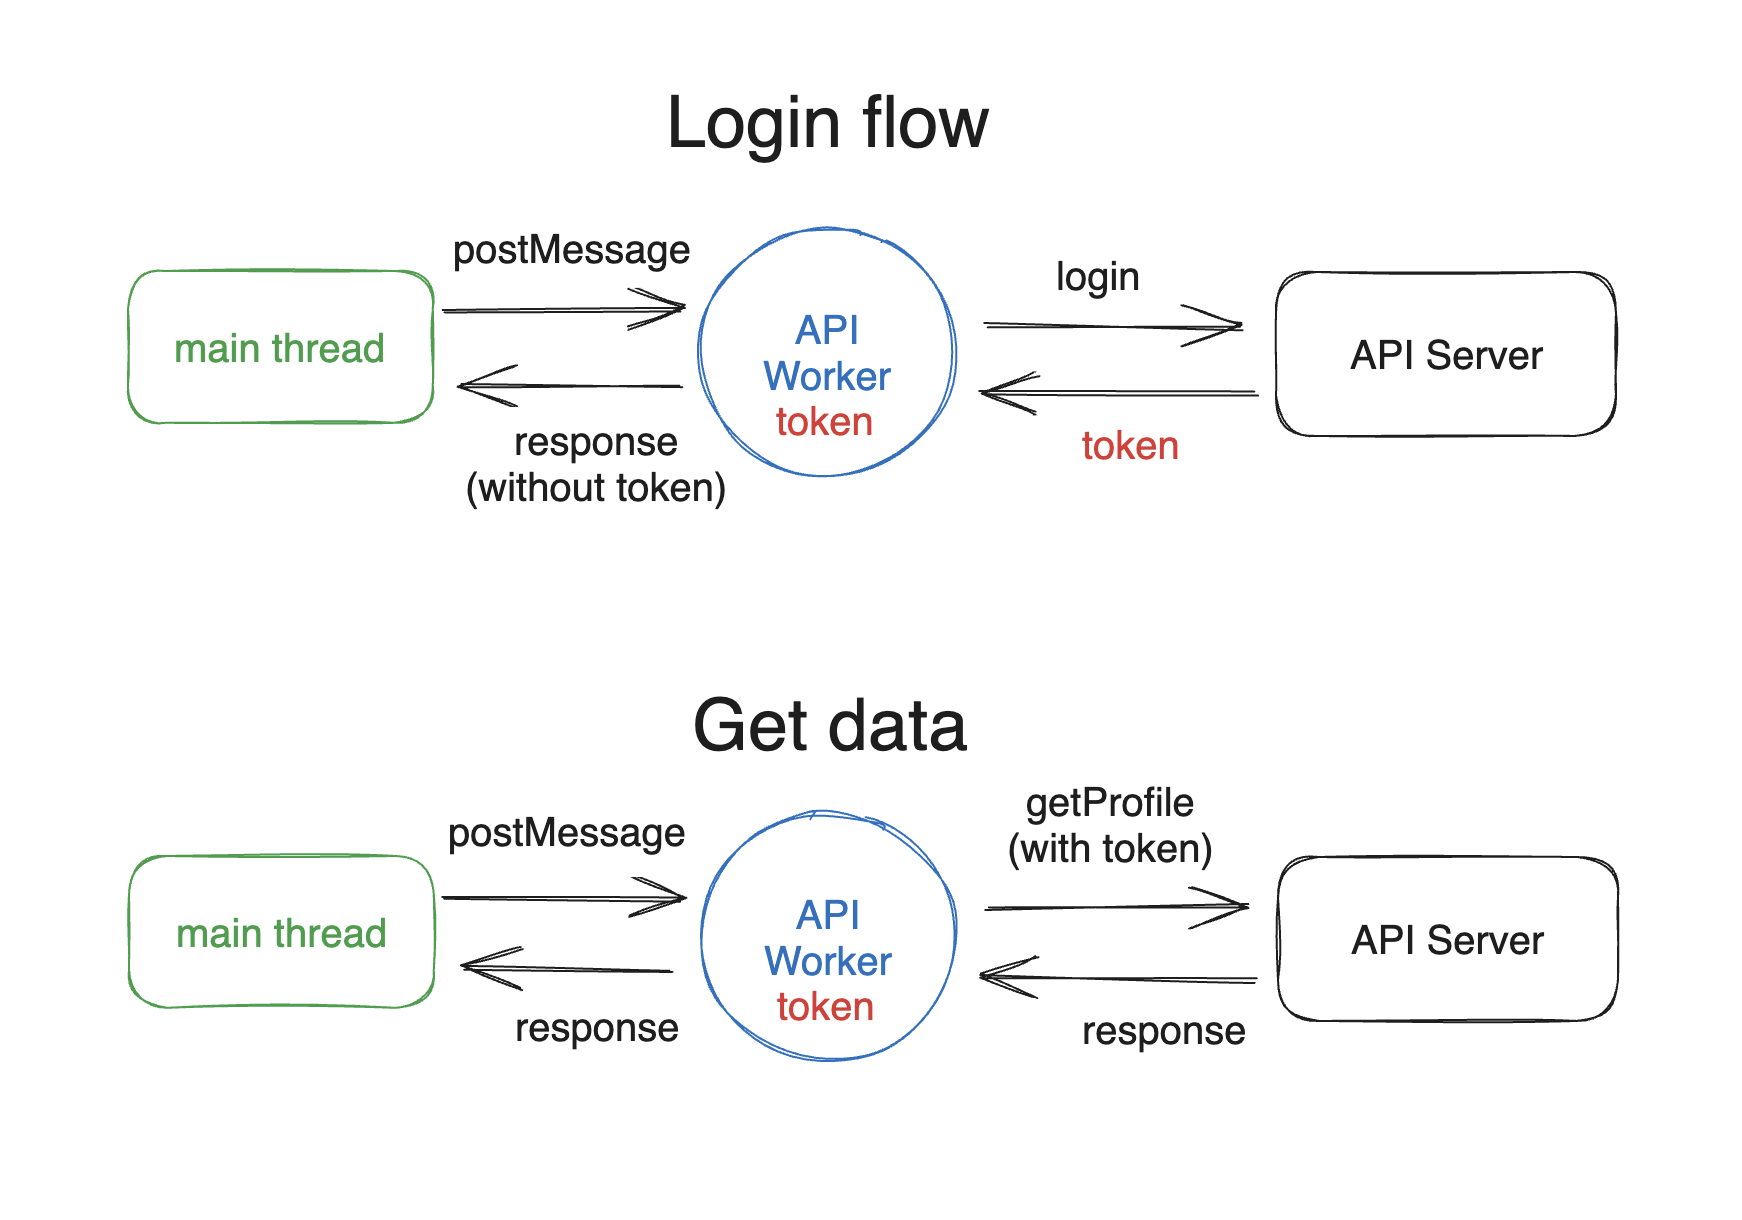 Login flow
postMessage
login
main thread
API
Worker
token
API Server
response
(without token)
token
Get data
postMessage
getProfile
(with token)
main thread
API
Worker
token
API Server
response
response